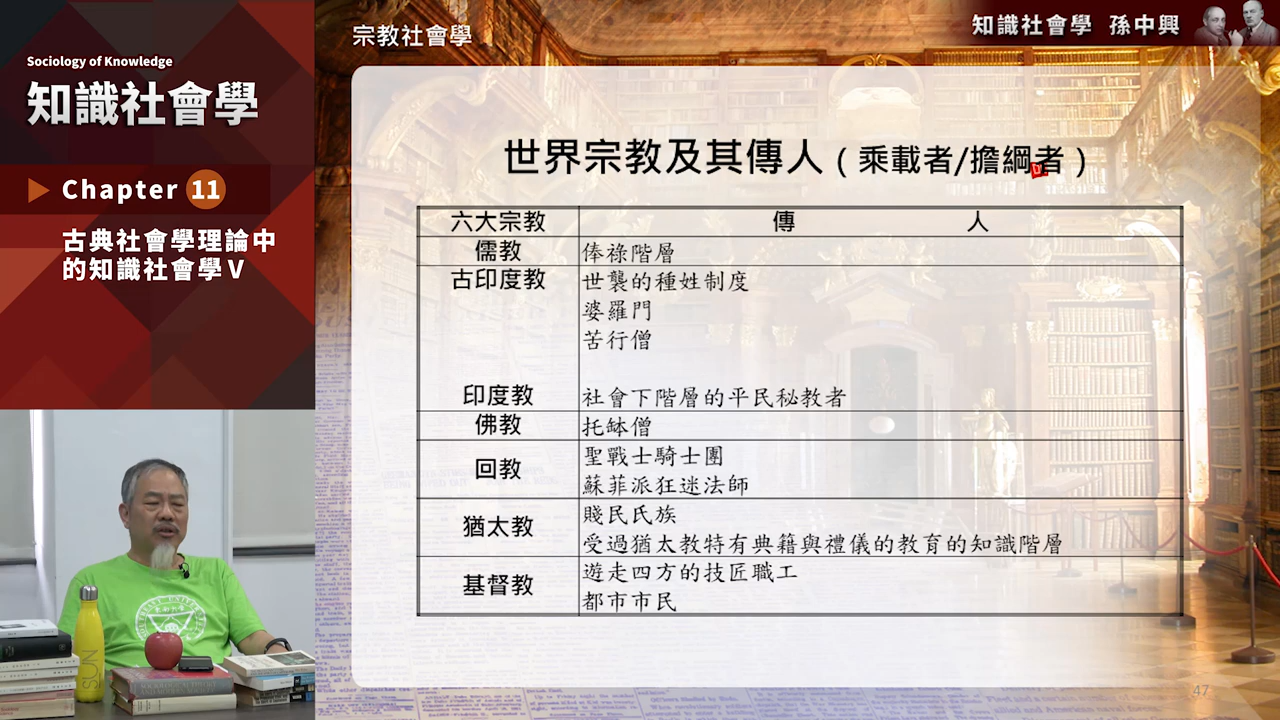 Sociology of Knowledge
知識社會學
Chapter 11
古典社會學理論中
的知識社會學 V
宗教社會學
知識社會學 孫中興
世界宗教及其傳人（乘載者/擔綱者）
六大宗教 傳 人
儒教 俸祿階層
古印度教 世襲的種姓制度
婆羅門
苦行僧
印度教 社會下階層的平民秘教者
佛教 托缽僧
回教 聖戰士騎士團
蘇菲派狂迷法師
猶太教 賤民氏族
受過猶太教特有典籍與禮儀的教育的知識階層
基督教 遊走四方的技匠職工
都市市民
47
SUN